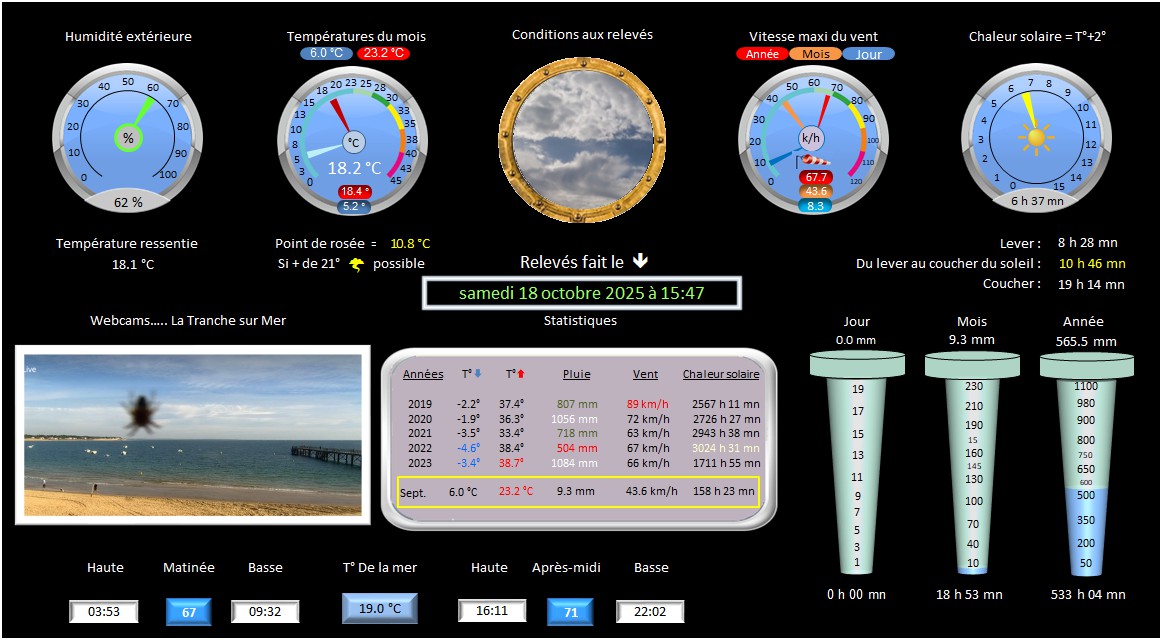 Humidité extérieure
Températures du mois
6.0 °C 23.2 °C
Conditions aux relevés
Vitesse maxi du vent
Année Mois Jour
Chaleur solaire = T°+2°
0 10 20 30 40 50 60 70 80 90 100
%
62 %
0 3 5 8 10 13 15 18 20 23 25 28 30 33 35 38 40 43 45
°C
18.2 °C
18.4 °
5.2 °
0 10 20 30 40 50 60 70 80 90 100 110 120
k/h
67.7
43.6
8.3
0 1 2 3 4 5 6 7 8 9 10 11 12 13 14 15
6 h 37 mn
Température ressentie
18.1 °C
Point de rosée = 10.8 °C
Si + de 21° possible
Relevés fait le
samedi 18 octobre 2025 à 15:47
Lever : 8 h 28 mn
Du lever au coucher du soleil : 10 h 46 mn
Coucher : 19 h 14 mn
Webcams..... La Tranche sur Mer
Live
Statistiques
Années T° T° Pluie Vent Chaleur solaire
2019 -2.2° 37.4° 807 mm 89 km/h 2567 h 11 mn
2020 -1.9° 36.3° 1056 mm 72 km/h 2726 h 27 mn
2021 -3.5° 33.4° 718 mm 63 km/h 2943 h 38 mn
2022 -4.6° 38.4° 504 mm 67 km/h 3024 h 31 mn
2023 -3.4° 38.7° 1084 mm 66 km/h 1711 h 55 mn
Sept. 6.0 °C 23.2 °C 9.3 mm 43.6 km/h 158 h 23 mn
Jour
0.0 mm
19
17
15
13
11
9
7
5
3
1
0 h 00 mn
Mois
9.3 mm
230
210
190
15
160
145
130
100
70
40
10
18 h 53 mn
Année
565.5 mm
1100
980
900
800
750
650
600
500
350
200
50
533 h 04 mn
Haute Matinée Basse
03:53 67 09:32
T° De la mer
19.0 °C
Haute Après-midi Basse
16:11 71 22:02